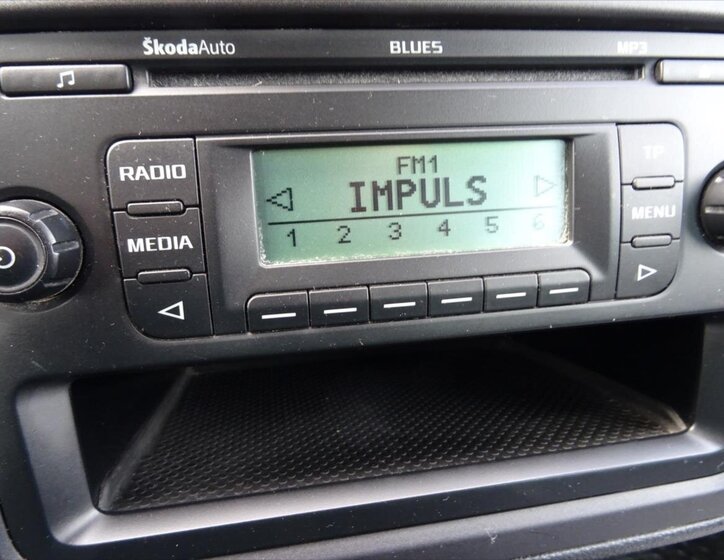 ŠkodaAuto BLUES MP3
RADIO
MEDIA
FM1
IMPULS
1 2 3 4 5 6
TP
MENU